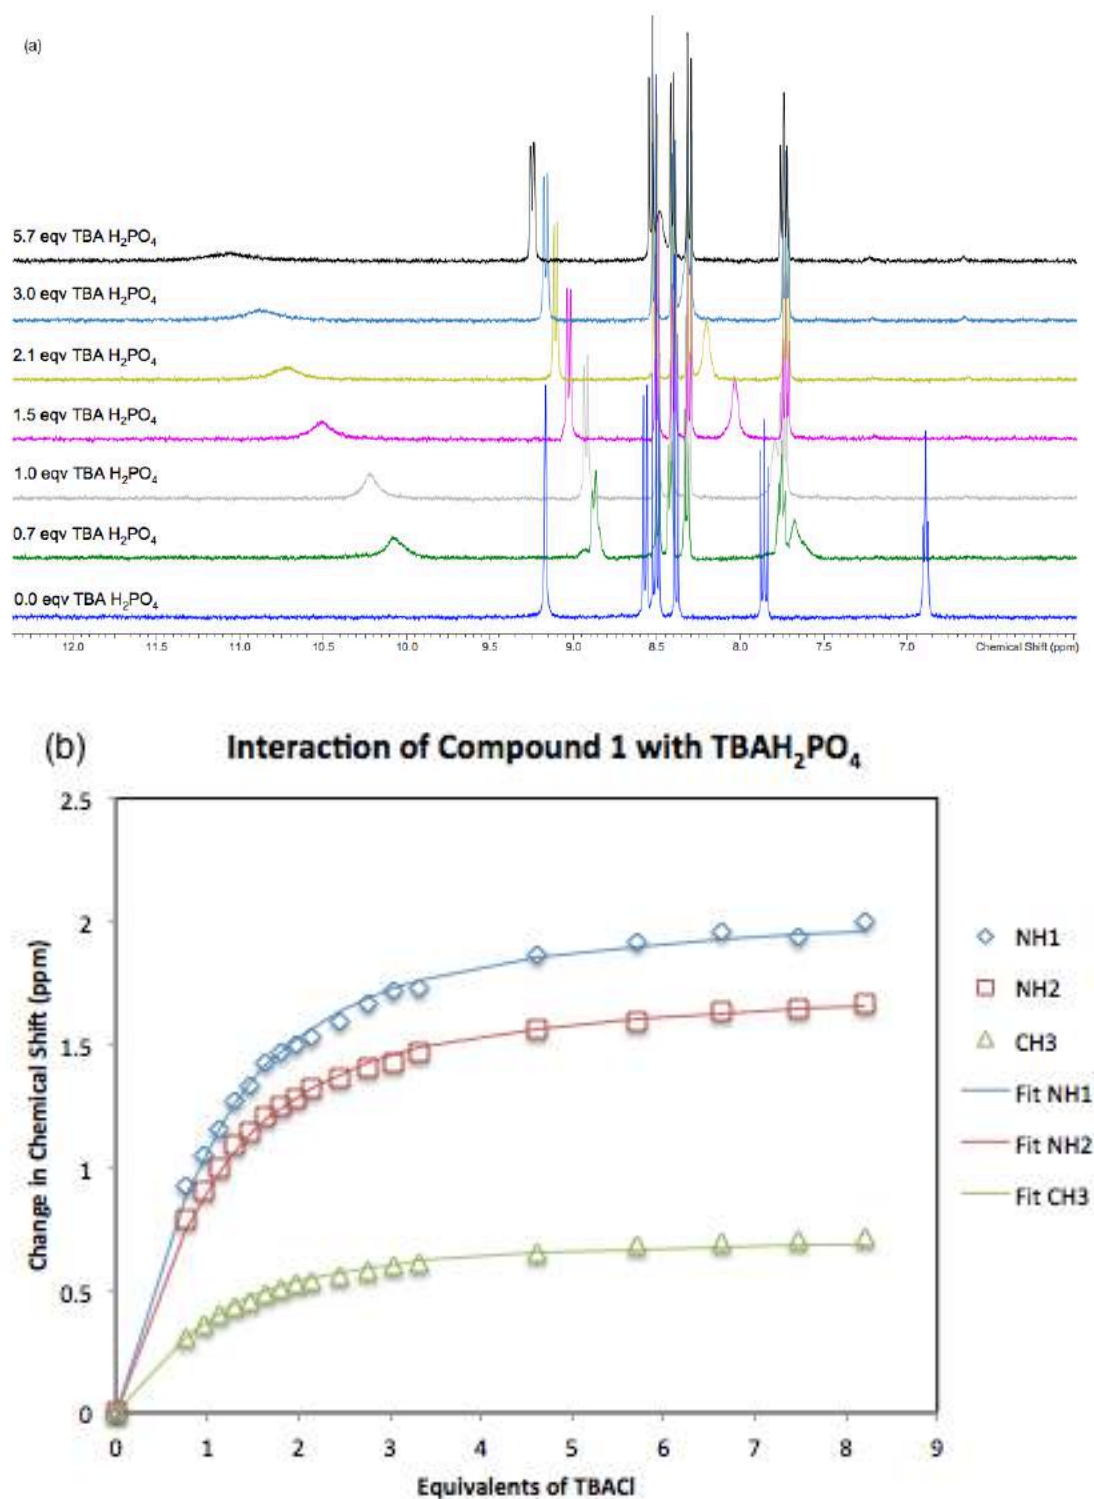 (a)
5.7 eqv TBA H₂PO₄
3.0 eqv TBA H₂PO₄
2.1 eqv TBA H₂PO₄
1.5 eqv TBA H₂PO₄
1.0 eqv TBA H₂PO₄
0.7 eqv TBA H₂PO₄
0.0 eqv TBA H₂PO₄
12.0 11.5 11.0 10.5 10.0 9.5 9.0 8.5 8.0 7.5 7.0 Chemical Shift (ppm)
(b) Interaction of Compound 1 with TBAH₂PO₄
2.5
2
1.5
1
0.5
0
Change in Chemical Shift (ppm)
0 1 2 3 4 5 6 7 8 9
Equivalents of TBACl
NH1
NH2
CH3
Fit NH1
Fit NH2
Fit CH3